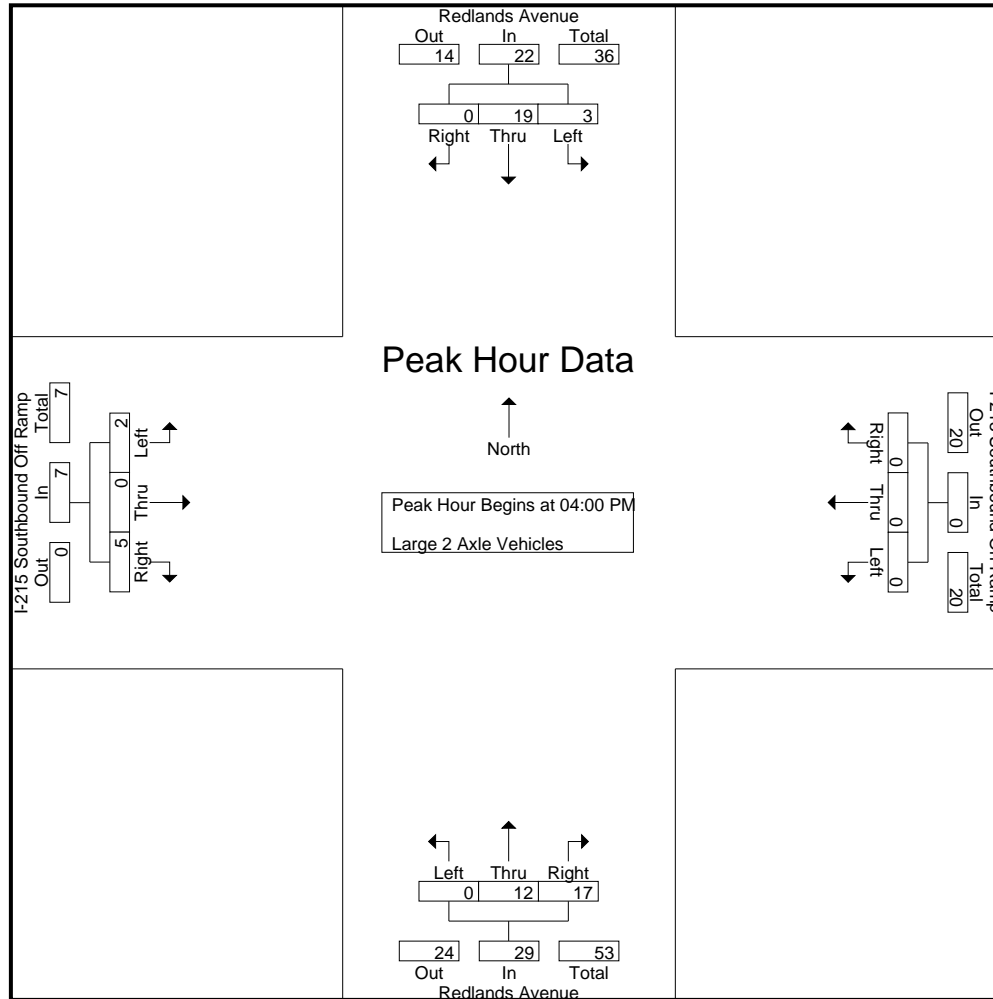 Redlands Avenue
Out In Total
14 22 36
0 19 3
Right Thru Left
Peak Hour Data
North
Peak Hour Begins at 04:00 PM
Large 2 Axle Vehicles
I-215 Southbound Off Ramp
Total In Out
7 7 0
2 0 5
Left Thru Right
Right Thru Left
0 0 0
20 0 20
Out In Total
Left Thru Right
0 12 17
24 29 53
Out In Total
Redlands Avenue